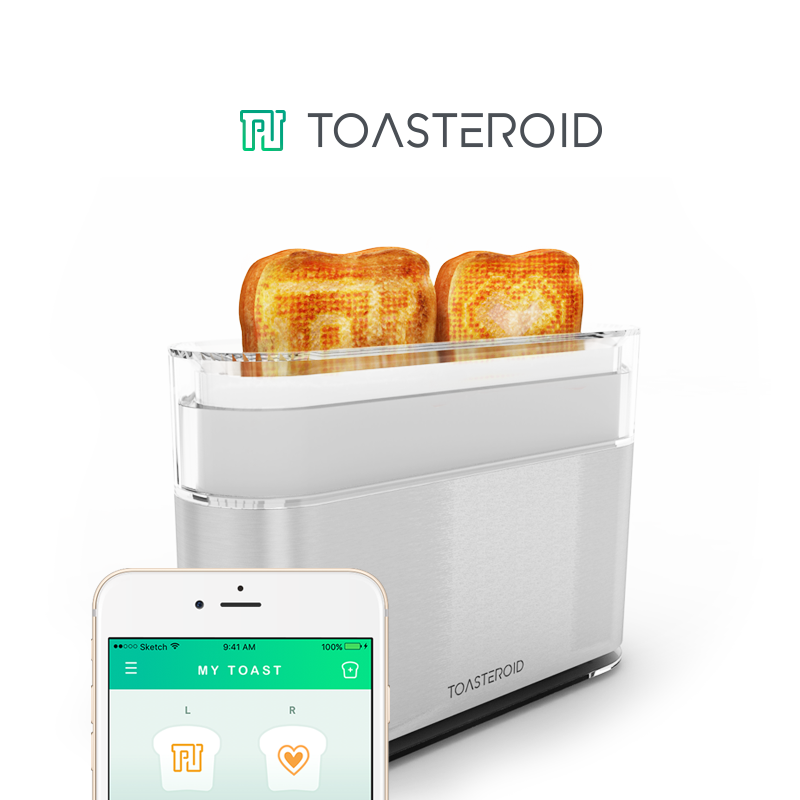 TOASTEROID
TOASTEROID
Sketch 9:41 AM 100%
MY TOAST
L R